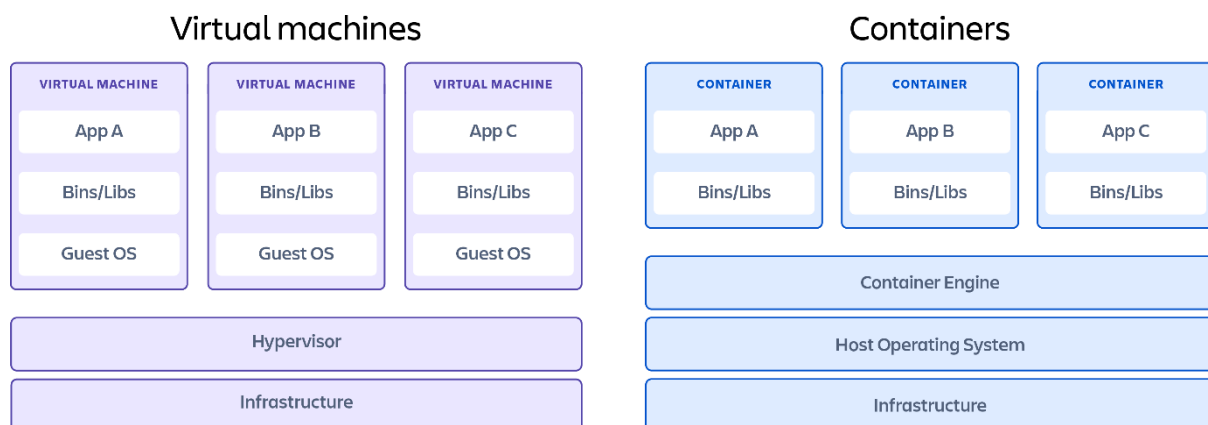 Virtual machines
VIRTUAL MACHINE
App A
Bins/Libs
Guest OS
VIRTUAL MACHINE
App B
Bins/Libs
Guest OS
VIRTUAL MACHINE
App C
Bins/Libs
Guest OS
Hypervisor
Infrastructure
Containers
CONTAINER
App A
Bins/Libs
CONTAINER
App B
Bins/Libs
CONTAINER
App C
Bins/Libs
Container Engine
Host Operating System
Infrastructure